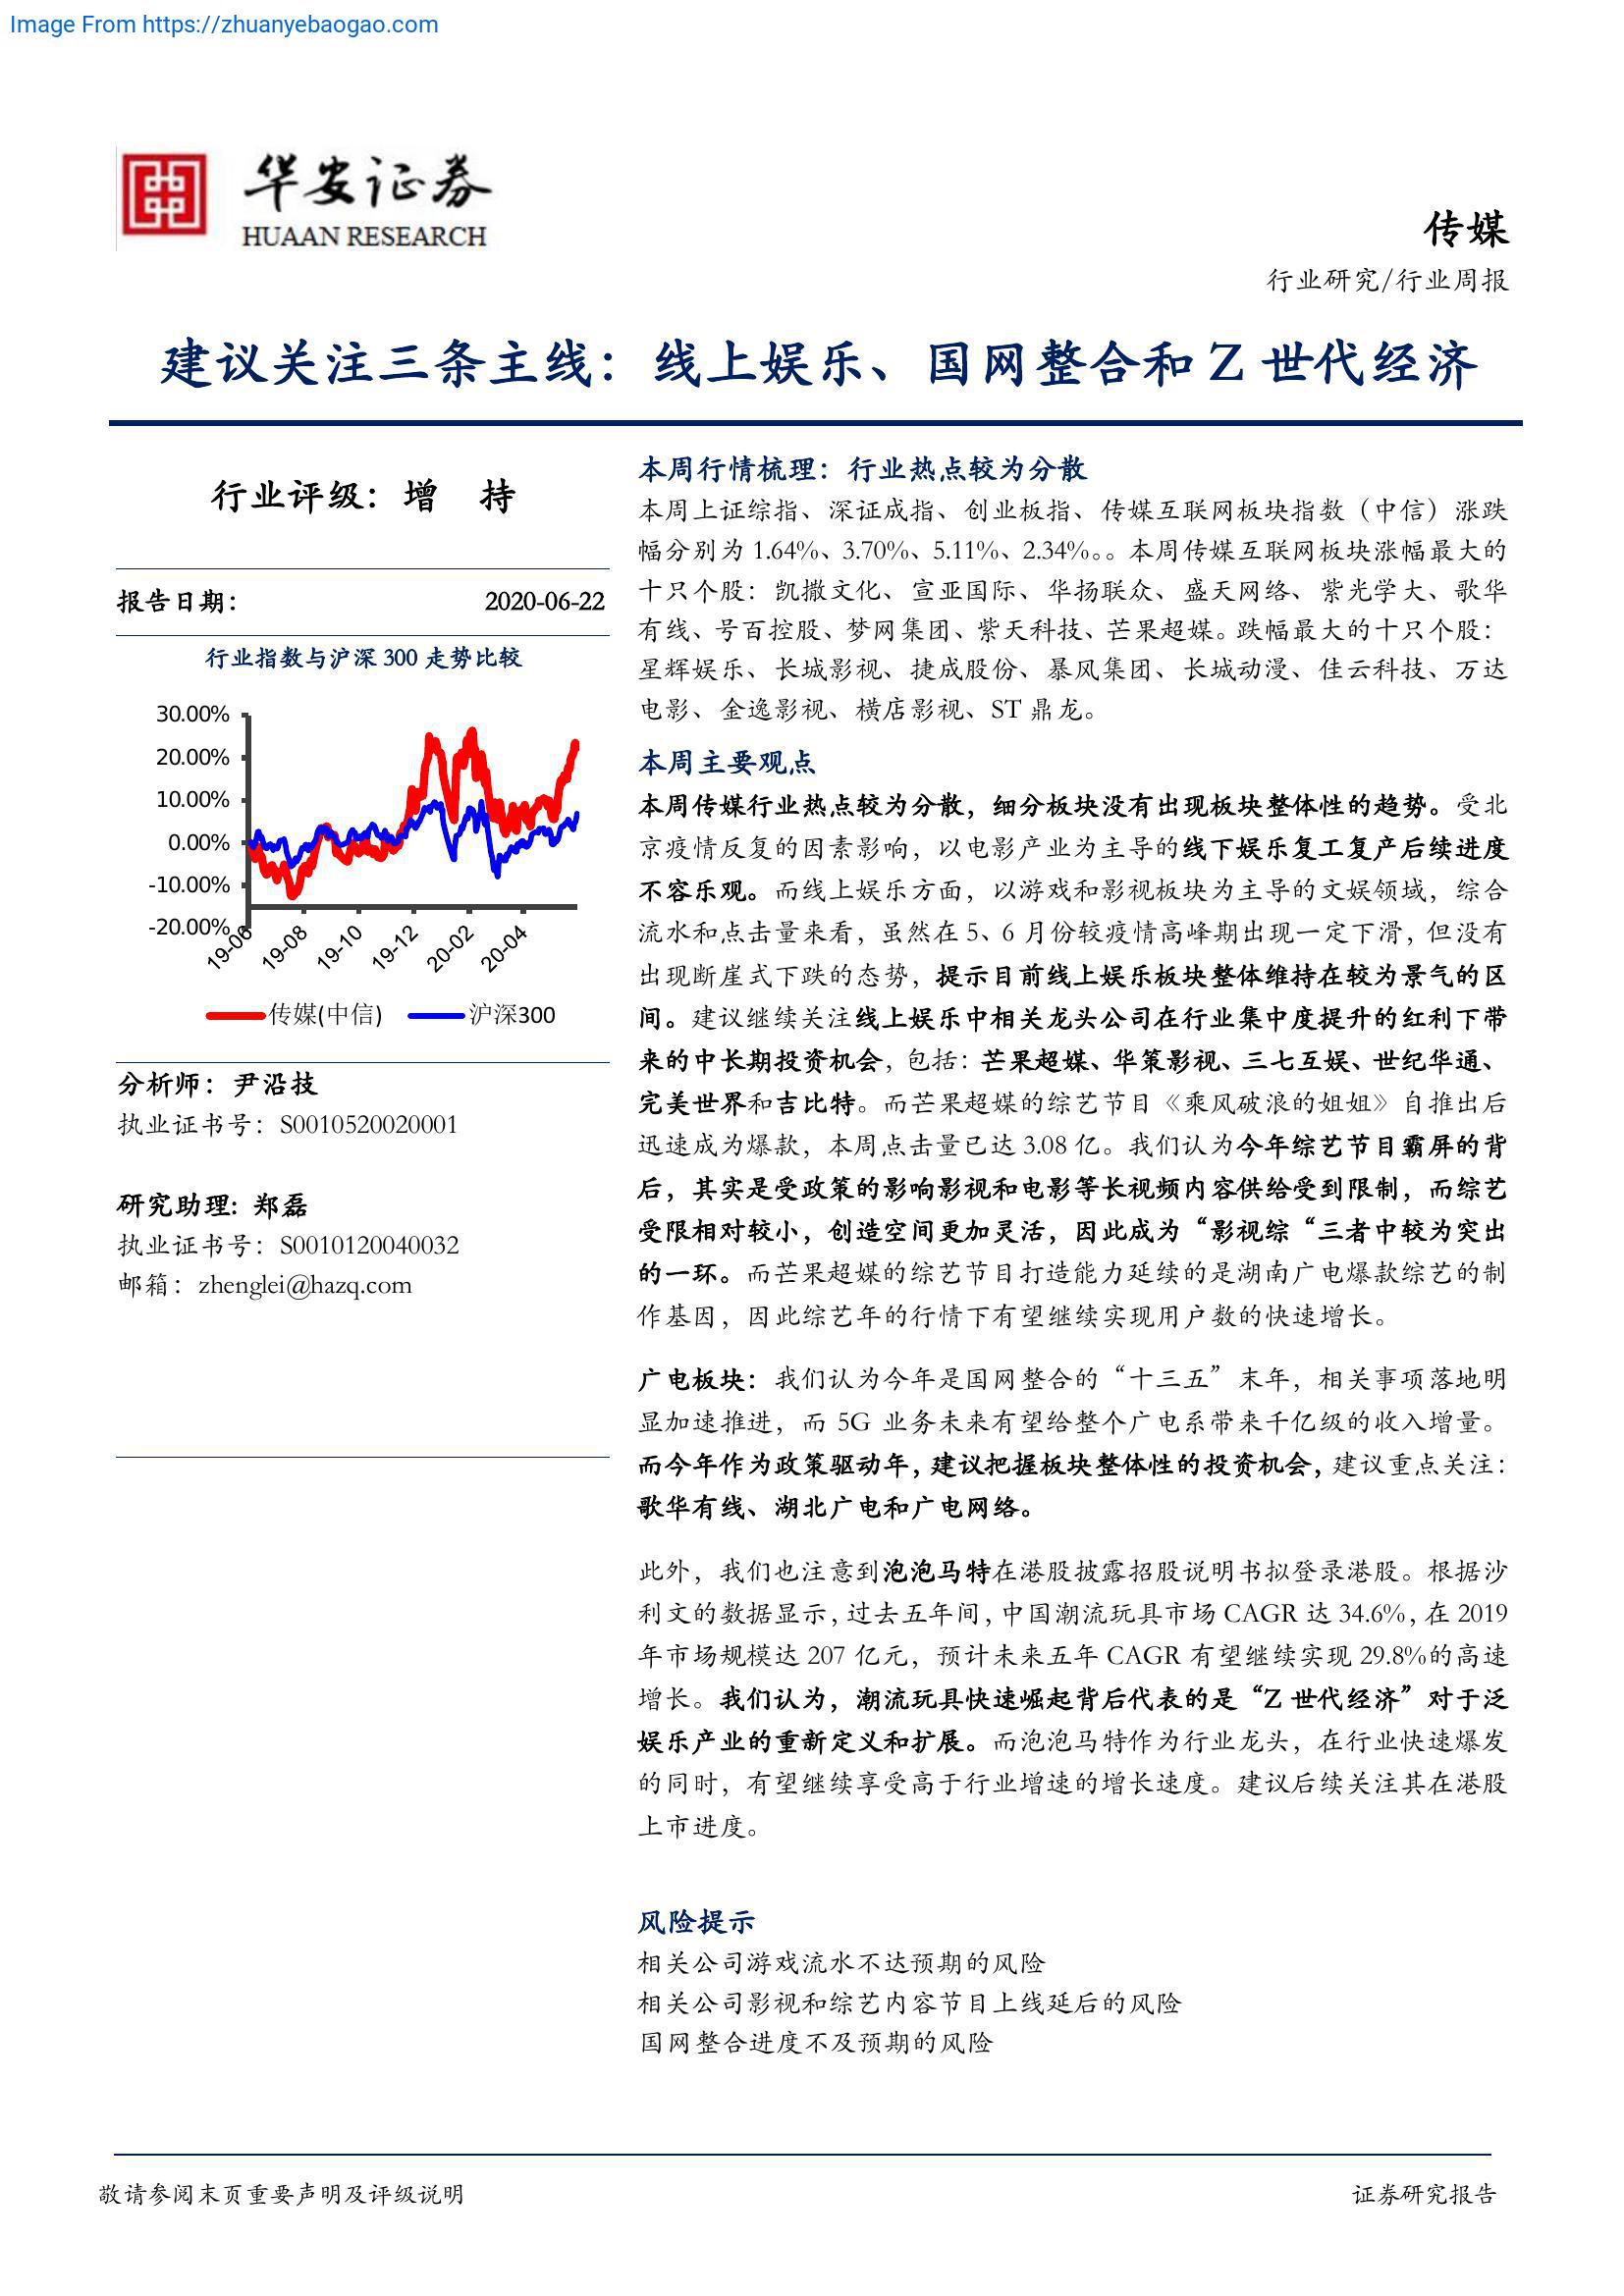 Image From https://zhuanyebaogao.com
华安证券
HUAAN RESEARCH
传媒
行业研究/行业周报
建议关注三条主线：线上娱乐、国网整合和 Z 世代经济
行业评级：增 持
报告日期： 2020-06-22
行业指数与沪深 300 走势比较
30.00%
20.00%
10.00%
0.00%
-10.00%
-20.00%
19-06 19-08 19-10 19-12 20-02 20-04
传媒(中信) 沪深300
分析师：尹沿技
执业证书号：S0010520020001
研究助理：郑磊
执业证书号：S0010120040032
邮箱：zhenglei@hazq.com
本周行情梳理：行业热点较为分散
本周上证综指、深证成指、创业板指、传媒互联网板块指数（中信）涨跌
幅分别为 1.64%、3.70%、5.11%、2.34%。。本周传媒互联网板块涨幅最大的
十只个股：凯撒文化、宣亚国际、华扬联众、盛天网络、紫光学大、歌华
有线、号百控股、梦网集团、紫天科技、芒果超媒。跌幅最大的十只个股：
星辉娱乐、长城影视、捷成股份、暴风集团、长城动漫、佳云科技、万达
电影、金逸影视、横店影视、ST 鼎龙。
本周主要观点
本周传媒行业热点较为分散，细分板块没有出现板块整体性的趋势。受北
京疫情反复的因素影响，以电影产业为主导的线下娱乐复工复产后续进度
不容乐观。而线上娱乐方面，以游戏和影视板块为主导的文娱领域，综合
流水和点击量来看，虽然在 5、6 月份较疫情高峰期出现一定下滑，但没有
出现断崖式下跌的态势，提示目前线上娱乐板块整体维持在较为景气的区
间。建议继续关注线上娱乐中相关龙头公司在行业集中度提升的红利下带
来的中长期投资机会，包括：芒果超媒、华策影视、三七互娱、世纪华通、
完美世界和吉比特。而芒果超媒的综艺节目《乘风破浪的姐姐》自推出后
迅速成为爆款，本周点击量已达 3.08 亿。我们认为今年综艺节目霸屏的背
后，其实是受政策的影响影视和电影等长视频内容供给受到限制，而综艺
受限相对较小，创造空间更加灵活，因此成为“影视综“三者中较为突出
的一环。而芒果超媒的综艺节目打造能力延续的是湖南广电爆款综艺的制
作基因，因此综艺年的行情下有望继续实现用户数的快速增长。
广电板块：我们认为今年是国网整合的“十三五”末年，相关事项落地明
显加速推进，而 5G 业务未来有望给整个广电系带来千亿级的收入增量。
而今年作为政策驱动年，建议把握板块整体性的投资机会，建议重点关注：
歌华有线、湖北广电和广电网络。
此外，我们也注意到泡泡马特在港股披露招股说明书拟登录港股。根据沙
利文的数据显示，过去五年间，中国潮流玩具市场 CAGR 达 34.6%，在 2019
年市场规模达 207 亿元，预计未来五年 CAGR 有望继续实现 29.8%的高速
增长。我们认为，潮流玩具快速崛起背后代表的是“Z 世代经济”对于泛
娱乐产业的重新定义和扩展。而泡泡马特作为行业龙头，在行业快速爆发
的同时，有望继续享受高于行业增速的增长速度。建议后续关注其在港股
上市进度。
风险提示
相关公司游戏流水不达预期的风险
相关公司影视和综艺内容节目上线延后的风险
国网整合进度不及预期的风险
敬请参阅末页重要声明及评级说明 证券研究报告